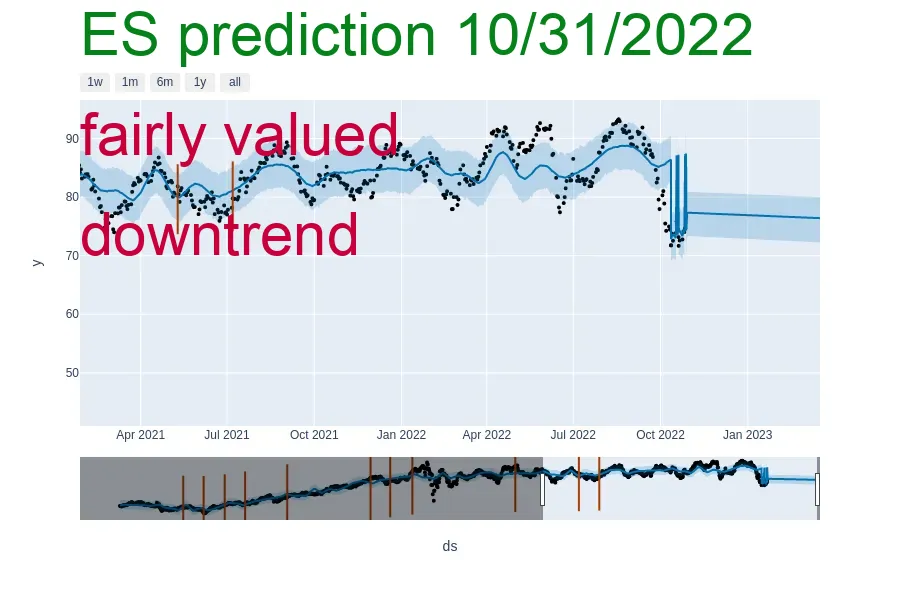 ES prediction 10/31/2022
1w 1m 6m 1y all
fairly valued
downtrend
90
80
70
60
50
y
Apr 2021 Jul 2021 Oct 2021 Jan 2022 Apr 2022 Jul 2022 Oct 2022 Jan 2023
ds